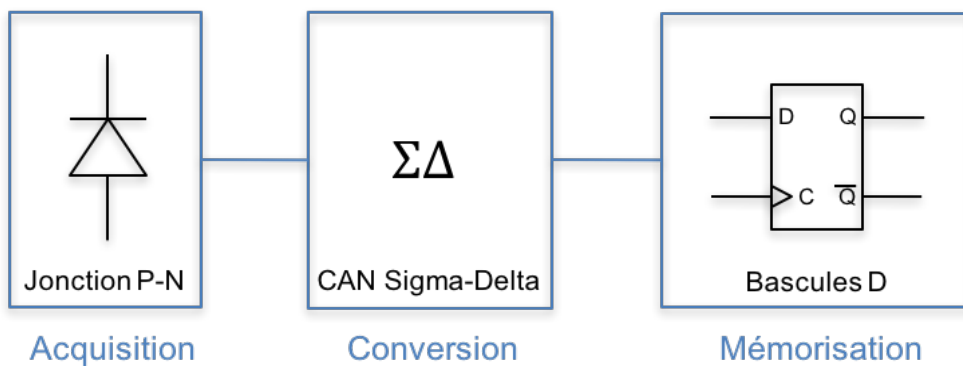 Jonction P-N
Acquisition
ΣΔ
CAN Sigma-Delta
Conversion
D Q
C Q̅
Bascules D
Mémorisation